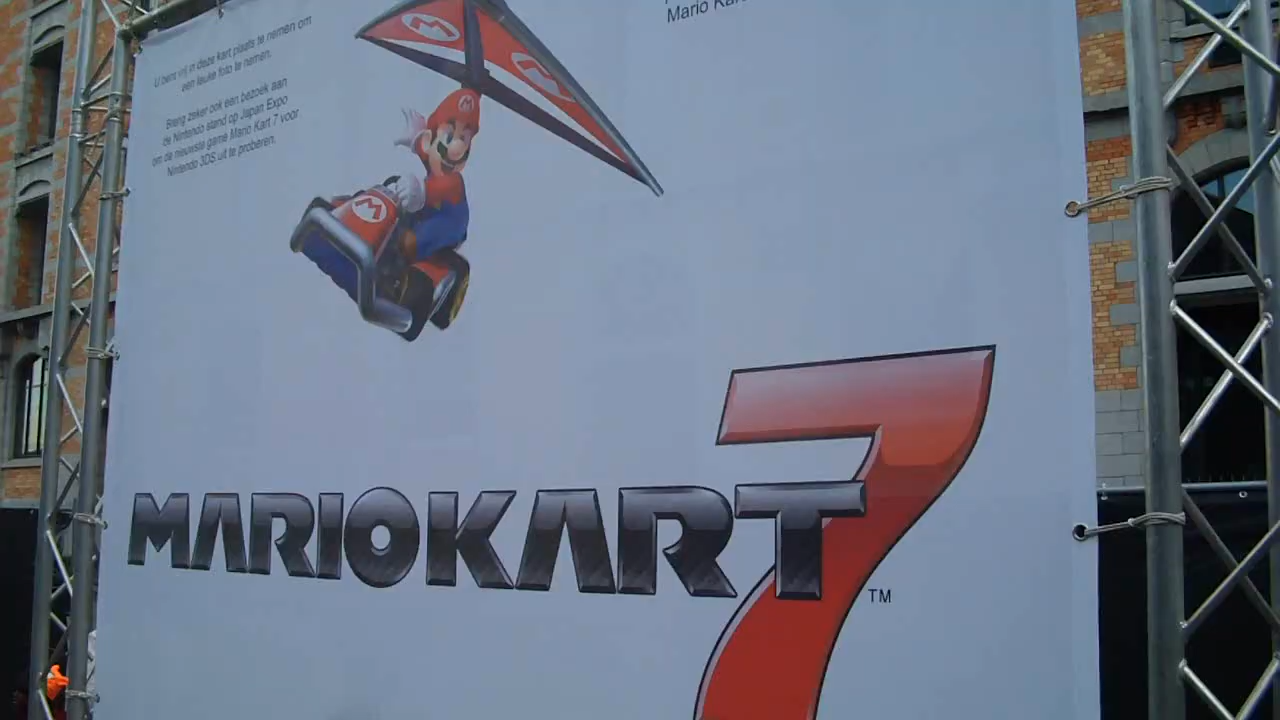 U bent vrij in deze kart plaats te nemen om
een leuke foto te nemen.
Breng zeker ook een bezoek aan
de Nintendo stand op Japan Expo
om de nieuwste game Mario Kart 7 voor
Nintendo 3DS uit te proberen.
Mario
M
M
M
M
MARIOKART 7
TM